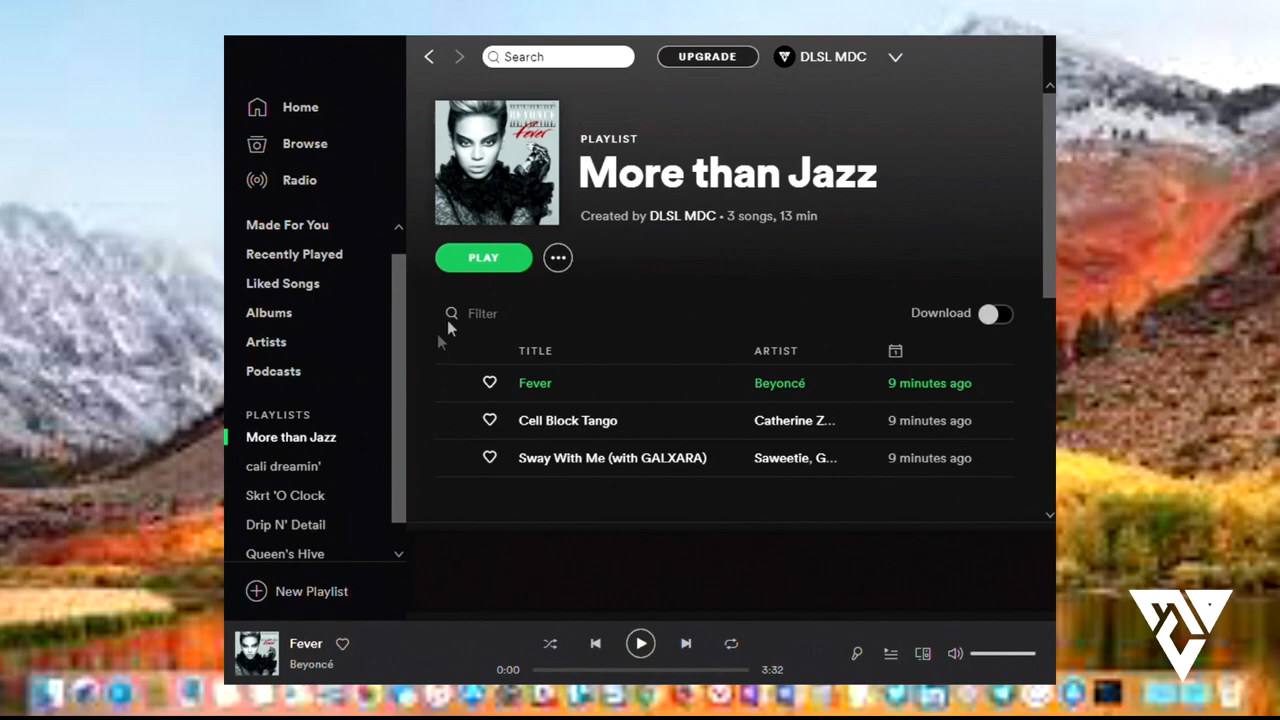 Search
UPGRADE
DLSL MDC
Home
Browse
Radio
Made For You
Recently Played
Liked Songs
Albums
Artists
Podcasts
PLAYLISTS
More than Jazz
cali dreamin'
Skrt 'O Clock
Drip N' Detail
Queen's Hive
New Playlist
Fever
PLAYLIST
More than Jazz
Created by DLSL MDC • 3 songs, 13 min
PLAY
Filter
Download
TITLE ARTIST
Fever Beyoncé 9 minutes ago
Cell Block Tango Catherine Z... 9 minutes ago
Sway With Me (with GALXARA) Saweetie, G... 9 minutes ago
Fever
Beyoncé
0:00
3:32